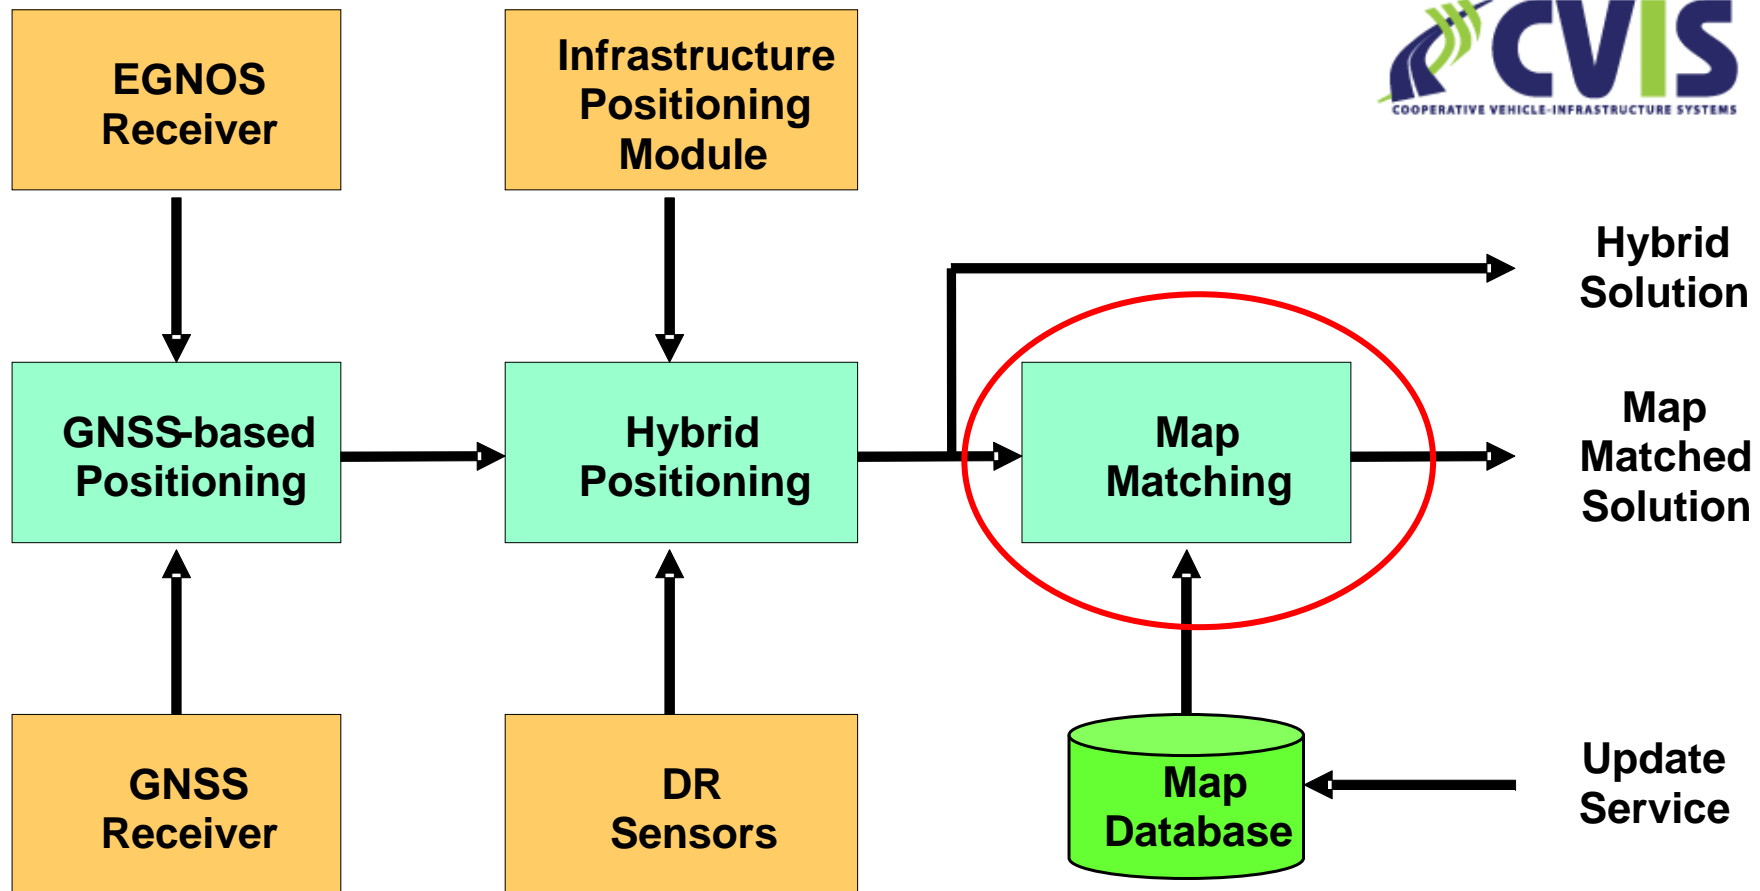 EGNOS
Receiver
Infrastructure
Positioning
Module
CVIS
COOPERATIVE VEHICLE-INFRASTRUCTURE SYSTEMS
Hybrid
Solution
GNSS-based
Positioning
Hybrid
Positioning
Map
Matching
Map
Matched
Solution
GNSS
Receiver
DR
Sensors
Map
Database
Update
Service